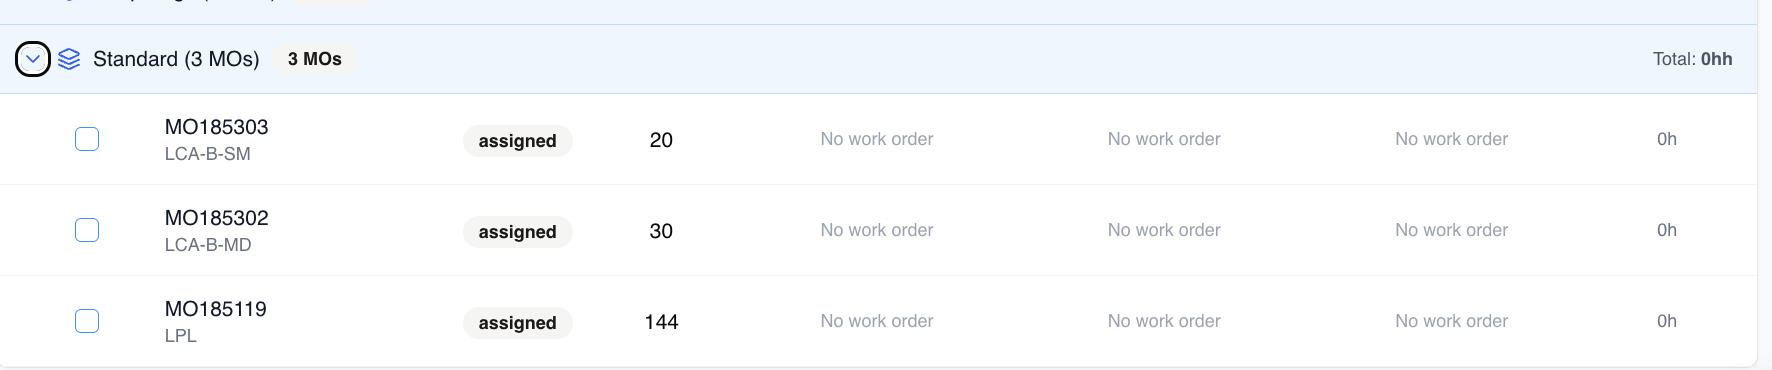 Standard (3 MOs) 3 MOs Total: 0hh
MO185303
LCA-B-SM
assigned 20 No work order No work order No work order 0h
MO185302
LCA-B-MD
assigned 30 No work order No work order No work order 0h
MO185119
LPL
assigned 144 No work order No work order No work order 0h